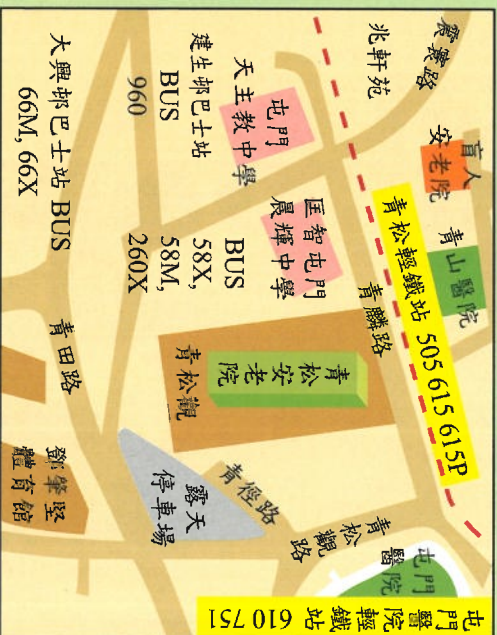 震寰路
兆軒苑
盲人
安老院
青山醫院
青松輕鐵站 505 615 615P
青麟路
屯門
天主教中學
建生邨巴士站
BUS
960
匡智屯門
晨輝中學
BUS
58X,
58M,
260X
大興邨巴士站 BUS
66M, 66X
青松
安老院
青松觀
青田路
露天
停車場
青徑路
青松觀路
屯門
醫院
屯門醫院輕鐵站 610 751
鄧肇堅
體育館